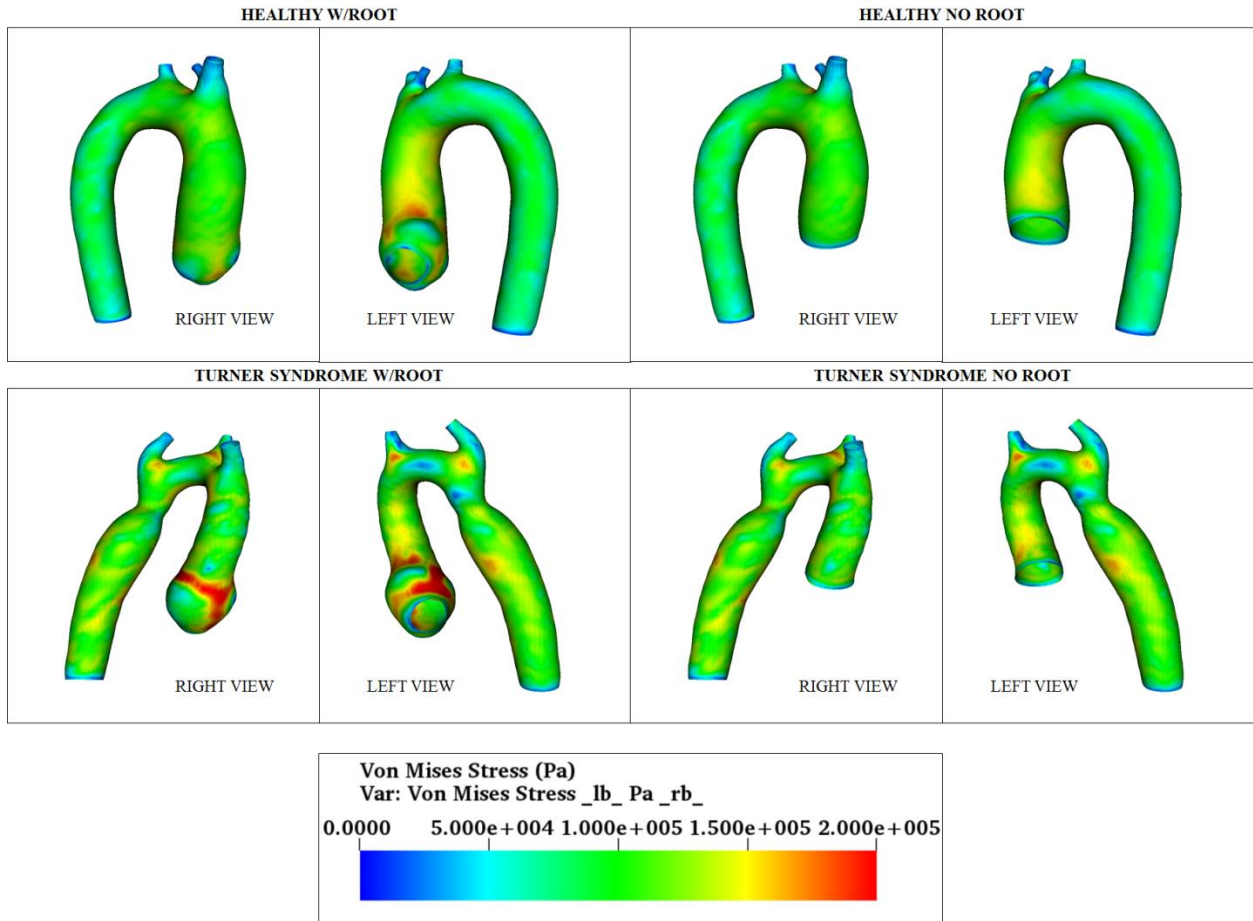 HEALTHY W/ROOT
HEALTHY NO ROOT
RIGHT VIEW
LEFT VIEW
RIGHT VIEW
LEFT VIEW
TURNER SYNDROME W/ROOT
TURNER SYNDROME NO ROOT
RIGHT VIEW
LEFT VIEW
RIGHT VIEW
LEFT VIEW
Von Mises Stress (Pa)
Var: Von Mises Stress _lb_ Pa _rb_
0.0000 5.000e+004 1.000e+005 1.500e+005 2.000e+005